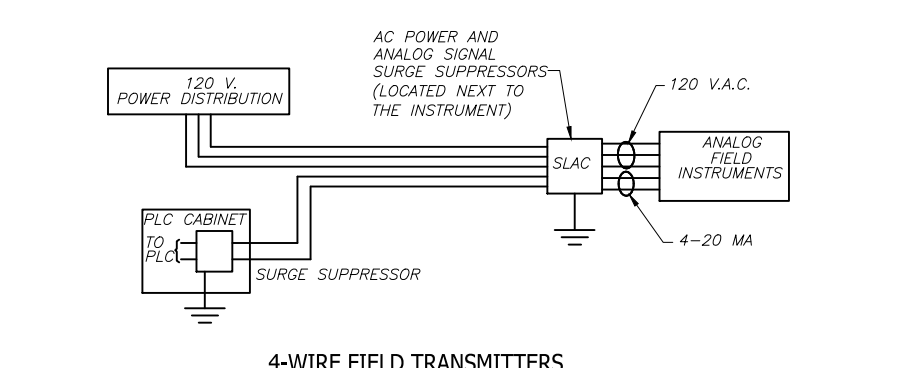 AC POWER AND
ANALOG SIGNAL
SURGE SUPPRESSORS
(LOCATED NEXT TO
THE INSTRUMENT)
120 V.
POWER DISTRIBUTION
120 V.A.C.
SLAC
ANALOG
FIELD
INSTRUMENTS
4-20 MA
PLC CABINET
TO
PLC
SURGE SUPPRESSOR
4-WIRE FIELD TRANSMITTERS